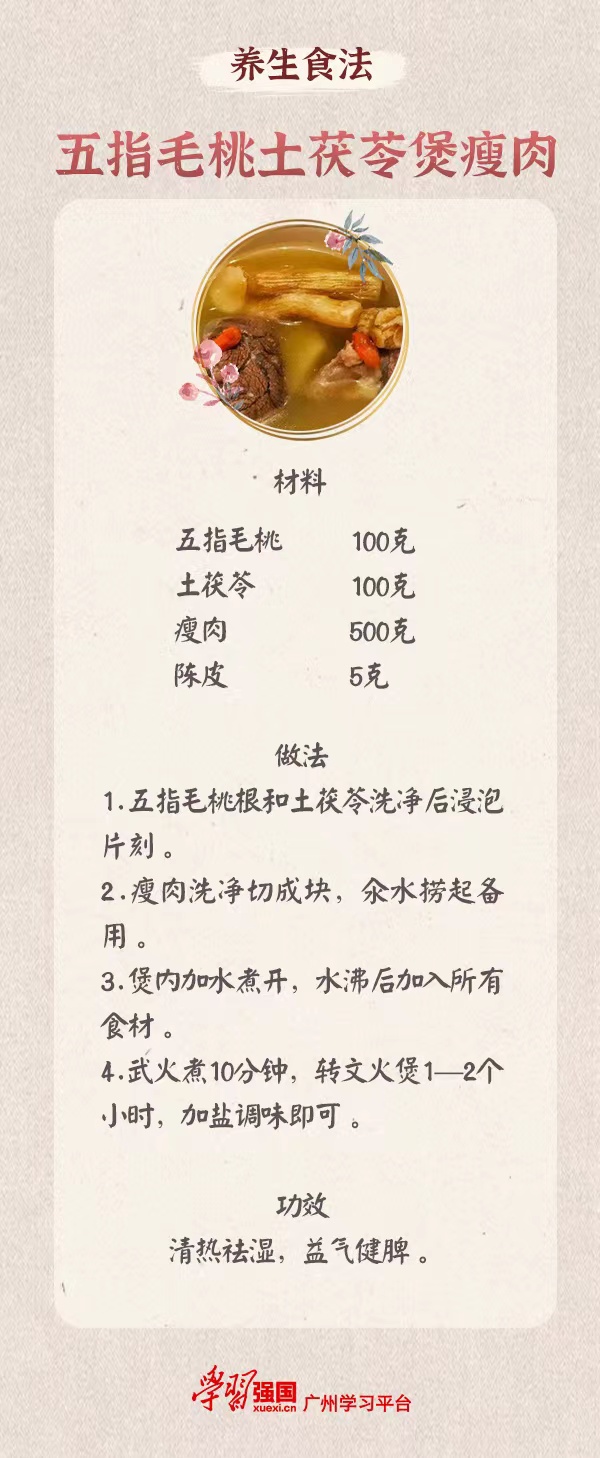 养生食法
五指毛桃土茯苓煲瘦肉
材料
五指毛桃 100克
土茯苓 100克
瘦肉 500克
陈皮 5克
做法
1.五指毛桃根和土茯苓洗净后浸泡
片刻。
2.瘦肉洗净切成块，汆水捞起备
用。
3.煲内加水煮开，水沸后加入所有
食材。
4.武火煮10分钟，转文火煲1—2个
小时，加盐调味即可。
功效
清热祛湿，益气健脾。
学习强国 xuexi.cn 广州学习平台